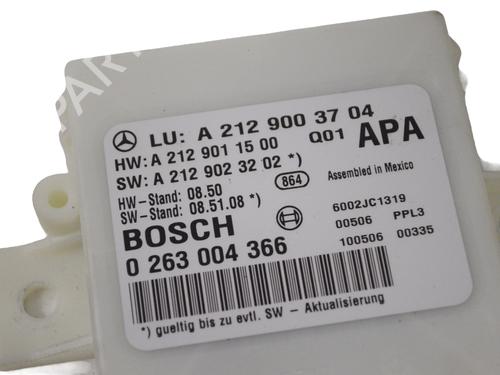 LU: A 212 900 37 04
HW: A 212 901 15 00 Q01 APA
SW: A 212 902 32 02 *)
HW-Stand: 08.50 864 Assembled in Mexico
SW-Stand: 08.51.08 *)
6002JC1319
BOSCH 00506 PPL3
0 263 004 366 100506 00335
*) gueltig bis zu evtl. SW - Aktualisierung